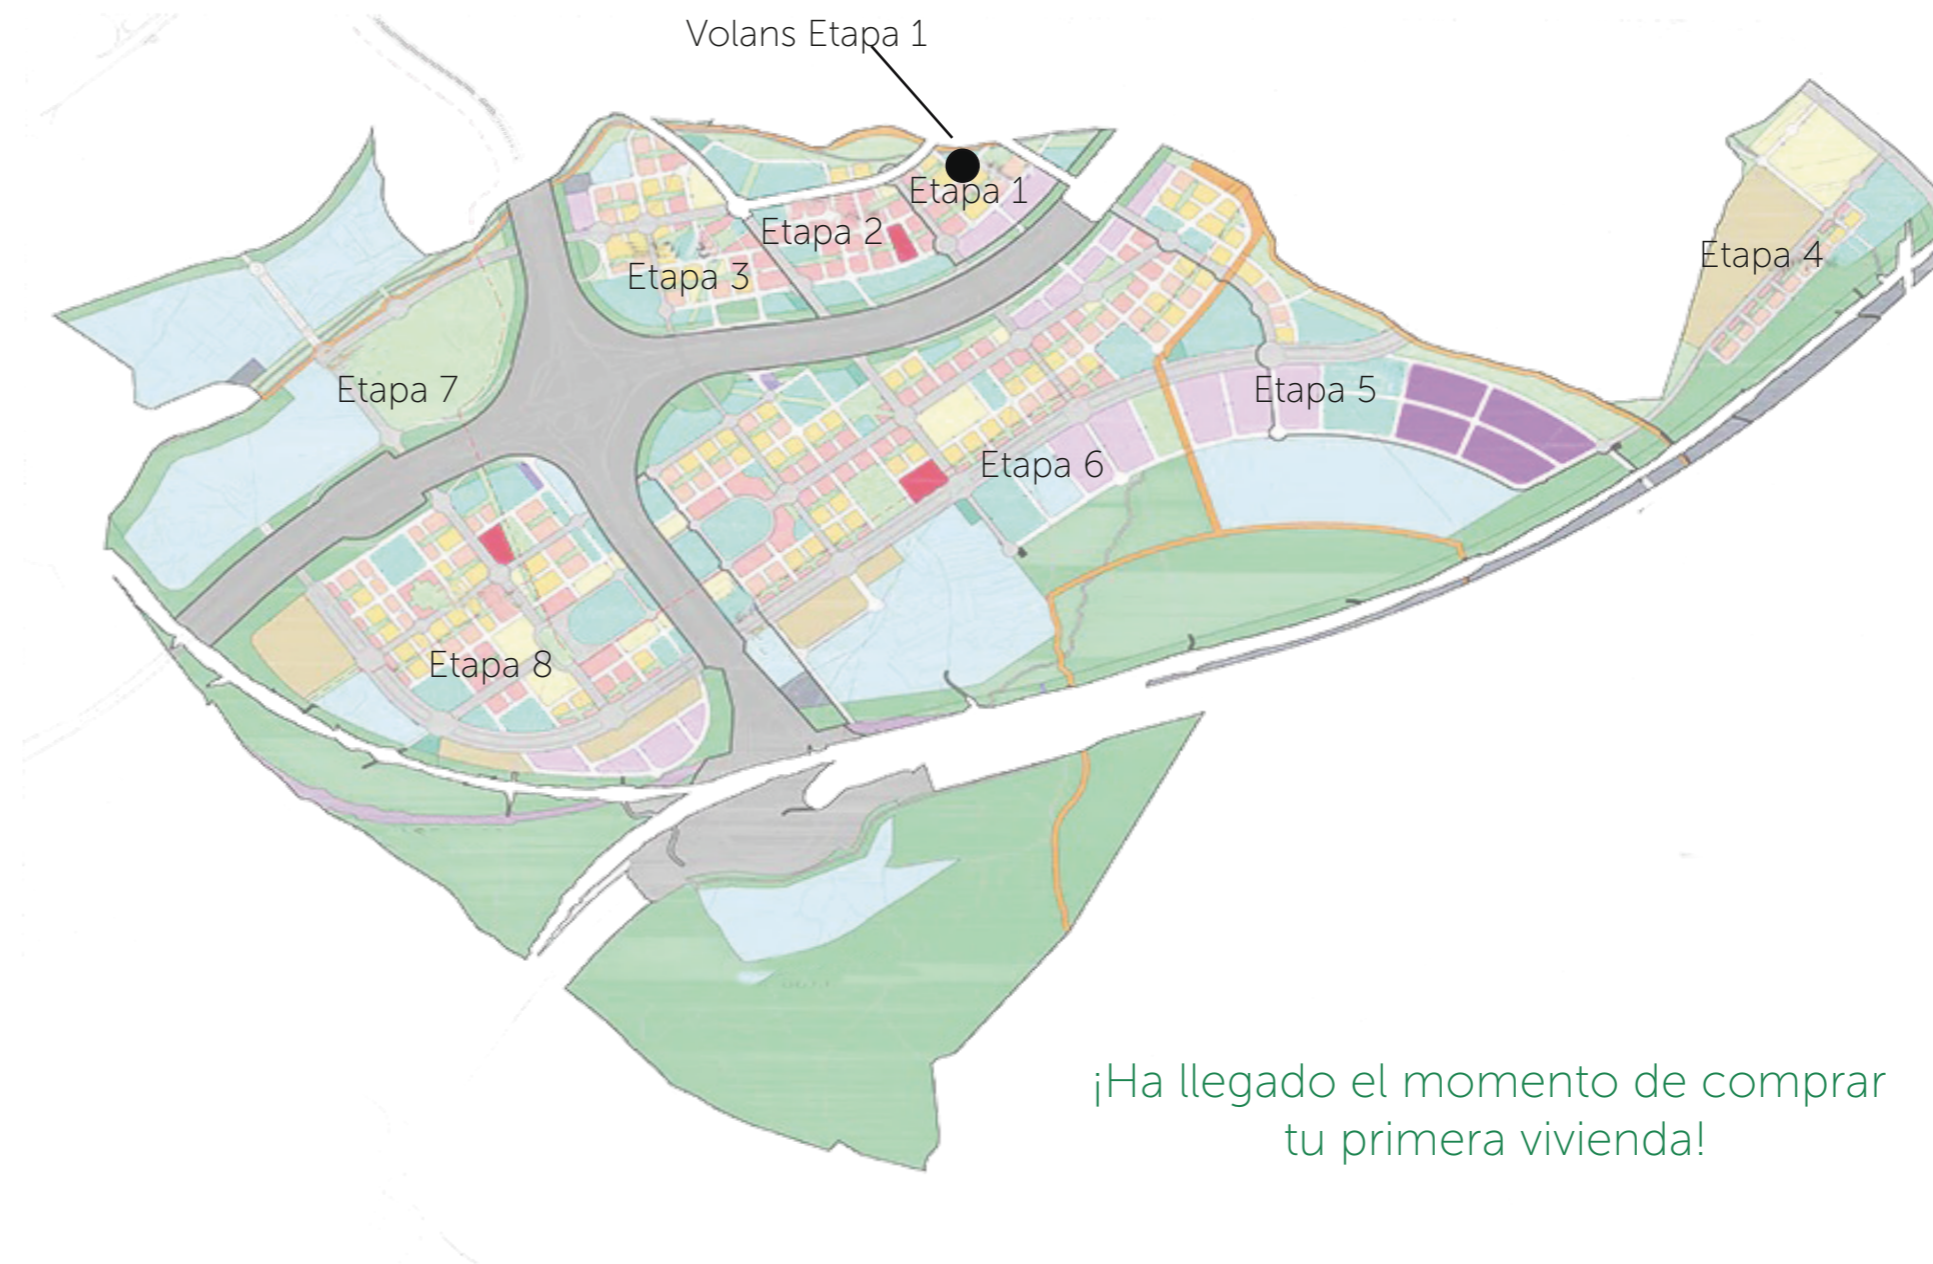 Volans Etapa 1
Etapa 1
Etapa 2
Etapa 3
Etapa 4
Etapa 7
Etapa 5
Etapa 6
Etapa 8
¡Ha llegado el momento de comprar
tu primera vivienda!